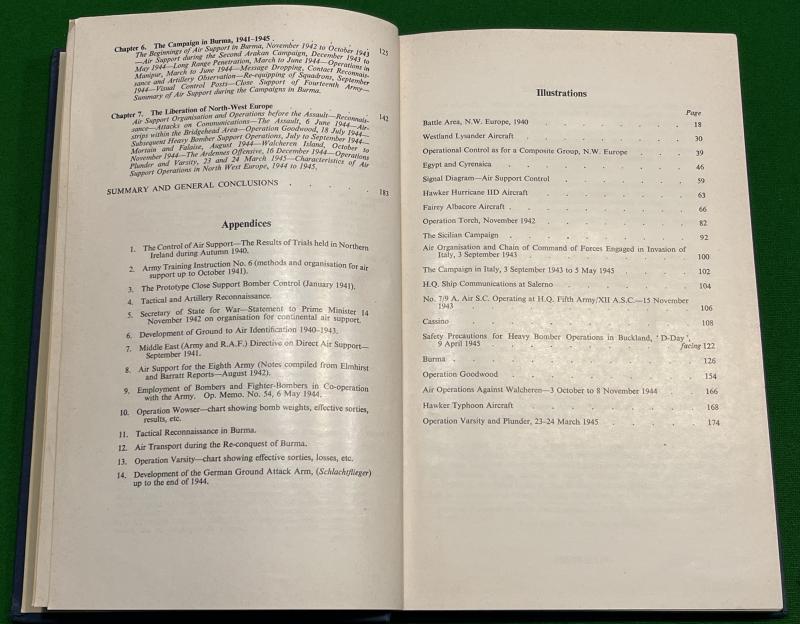 Chapter 6. The Campaign in Burma, 1941–1945 . . . . 125
The Beginnings of Air Support in Burma, November 1942 to October 1943
—Air Support during the Second Arakan Campaign, December 1943 to
May 1944—Long Range Penetration, March to June 1944—Operations in
Manipur, March to June 1944—Message Dropping, Contact Reconnais-
sance and Artillery Observation—Re-equipping of Squadrons, September
1944—Visual Control Posts—Close Support of Fourteenth Army—
Summary of Air Support during the Campaigns in Burma.
Chapter 7. The Liberation of North-West Europe . . . . 142
Air Support Organisation and Operations before the Assault—Reconnais-
sance—Attacks on Communications—The Assault, 6 June 1944—Air-
strips within the Bridgehead Area—Operation Goodwood, 18 July 1944—
Subsequent Heavy Bomber Support Operations, July to September 1944—
Mortain and Falaise, August 1944—Walcheren Island, October to
November 1944—The Ardennes Offensive, 16 December 1944—Operations
Plunder and Varsity, 23 and 24 March 1945—Characteristics of Air
Support Operations in North West Europe, 1944 to 1945.
SUMMARY AND GENERAL CONCLUSIONS . . . . . 183
Appendices
1. The Control of Air Support—The Results of Trials held in Northern
Ireland during Autumn 1940.
2. Army Training Instruction No. 6 (methods and organisation for air
support up to October 1941).
3. The Prototype Close Support Bomber Control (January 1941).
4. Tactical and Artillery Reconnaissance.
5. Secretary of State for War—Statement to Prime Minister 14
November 1942 on organisation for continental air support.
6. Development of Ground to Air Identification 1940–1943.
7. Middle East (Army and R.A.F.) Directive on Direct Air Support—
September 1941.
8. Air Support for the Eighth Army (Notes compiled from Elmhirst
and Barratt Reports—August 1942).
9. Employment of Bombers and Fighter-Bombers in Co-operation
with the Army. Op. Memo. No. 54, 6 May 1944.
10. Operation Wowser—chart showing bomb weights, effective sorties,
results, etc.
11. Tactical Reconnaissance in Burma.
12. Air Transport during the Re-conquest of Burma.
13. Operation Varsity—chart showing effective sorties, losses, etc.
14. Development of the German Ground Attack Arm, (Schlachtflieger)
up to the end of 1944.
Illustrations
Page
Battle Area, N.W. Europe, 1940 . . . . . 18
Westland Lysander Aircraft . . . . . 30
Operational Control as for a Composite Group, N.W. Europe . . . 39
Egypt and Cyrenaica . . . . . 46
Signal Diagram—Air Support Control . . . . . 59
Hawker Hurricane IID Aircraft . . . . . 63
Fairey Albacore Aircraft . . . . . . 66
Operation Torch, November 1942 . . . . . 82
The Sicilian Campaign . . . . . . 92
Air Organisation and Chain of Command of Forces Engaged in Invasion of
Italy, 3 September 1943 . . . . . 100
The Campaign in Italy, 3 September 1943 to 5 May 1945 . . . 102
H.Q. Ship Communications at Salerno . . . . . 104
No. 7/9 A. Air S.C. Operating at H.Q. Fifth Army/XII A.S.C.—15 November
1943 . . . . . . . 106
Cassino . . . . . . . 108
Safety Precautions for Heavy Bomber Operations in Buckland, ‘ D-Day ’,
9 April 1945 . . . . . facing 122
Burma . . . . . . . 126
Operation Goodwood . . . . . . 154
Air Operations Against Walcheren—3 October to 8 November 1944 . . 166
Hawker Typhoon Aircraft . . . . . 168
Operation Varsity and Plunder, 23–24 March 1945 . . . . 174